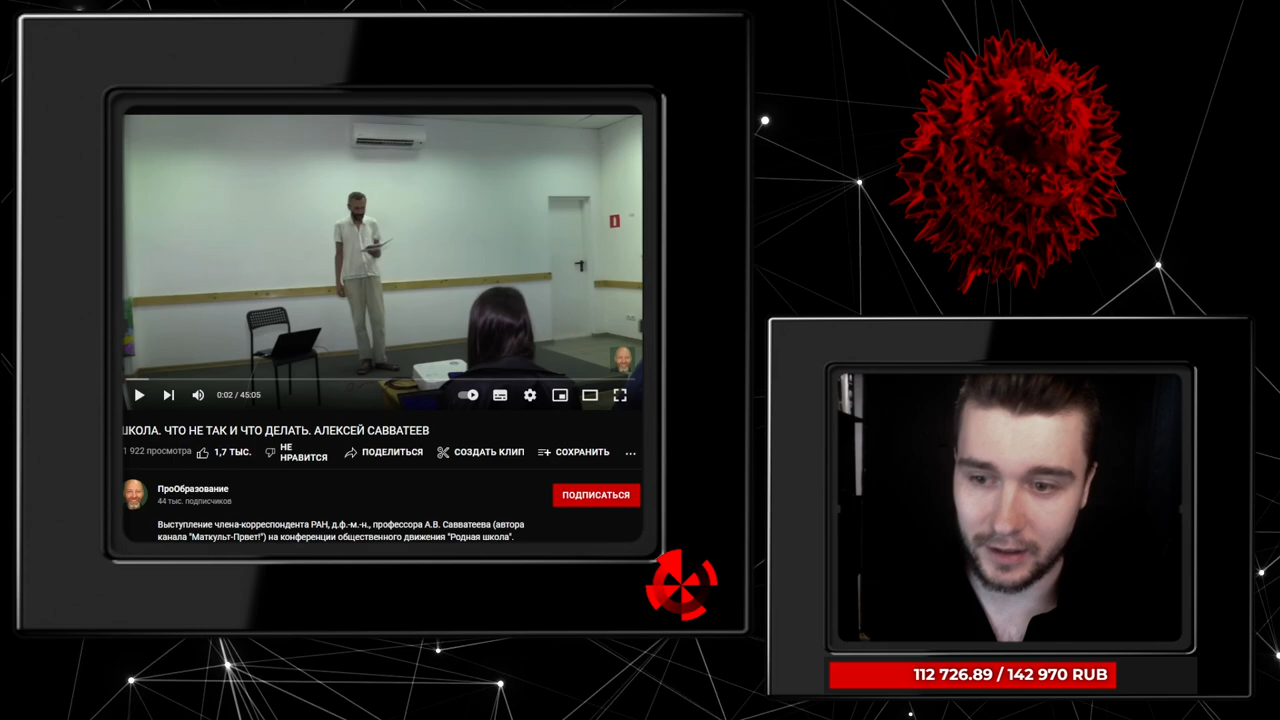 0:02 / 45:05
ШКОЛА. ЧТО НЕ ТАК И ЧТО ДЕЛАТЬ. АЛЕКСЕЙ САВВАТЕЕВ
1 922 просмотра 1,7 ТЫС. НЕ НРАВИТСЯ ПОДЕЛИТЬСЯ СОЗДАТЬ КЛИП СОХРАНИТЬ ...
ПроОбразование
44 тыс. подписчиков
ПОДПИСАТЬСЯ
Выступление члена-корреспондента РАН, д.ф.-м.-н., профессора А.В. Савватеева (автора
канала "Маткульт-Првет!") на конференции общественного движения "Родная школа".
112 726.89 / 142 970 RUB